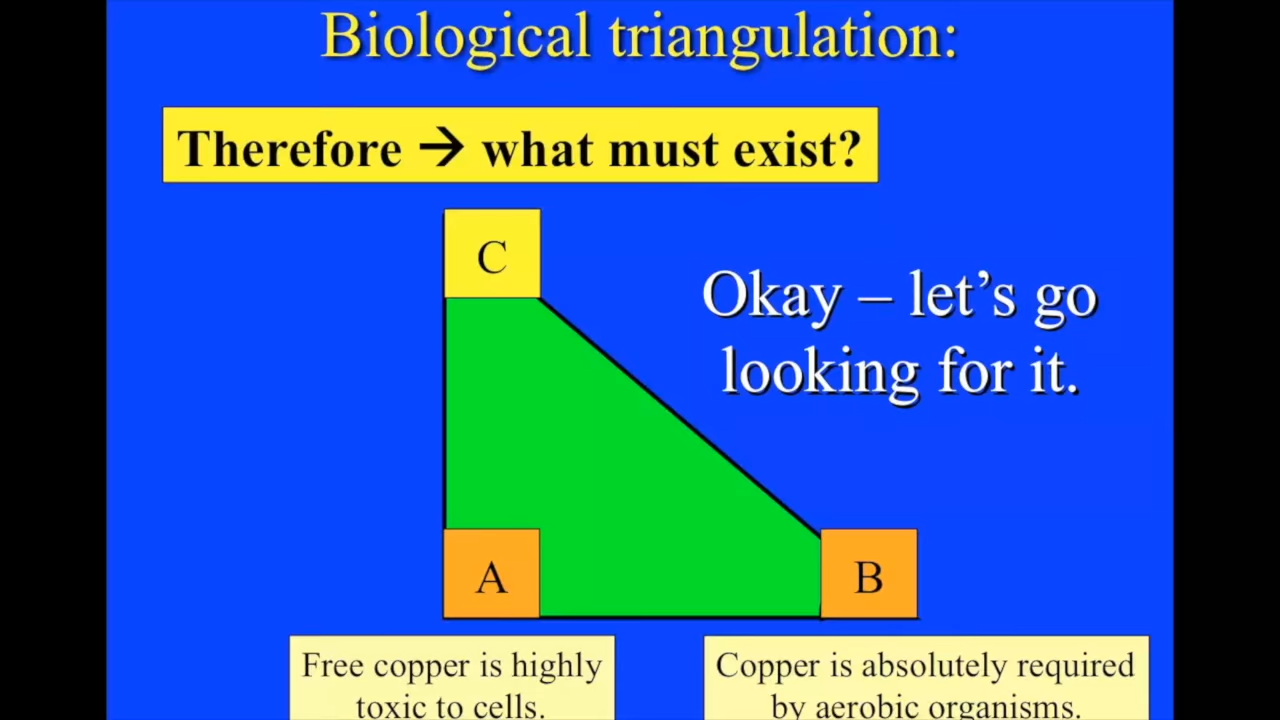 Biological triangulation:
Therefore → what must exist?
C
Okay – let's go
looking for it.
A
B
Free copper is highly
toxic to cells.
Copper is absolutely required
by aerobic organisms.